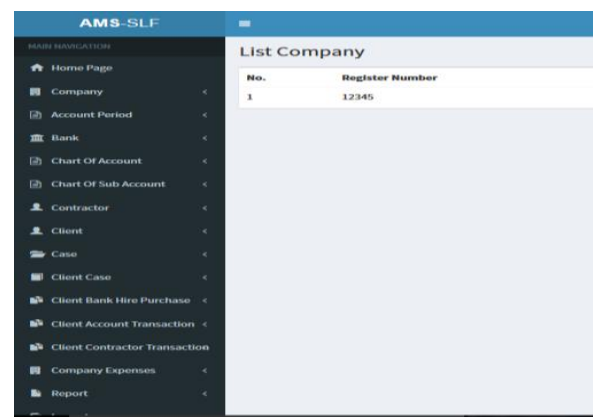 AMS-SLF
MAIN NAVIGATION
Home Page
Company
Account Period
Bank
Chart Of Account
Chart Of Sub Account
Contractor
Client
Case
Client Case
Client Bank Hire Purchase
Client Account Transaction
Client Contractor Transaction
Company Expenses
Report
List Company
No. Register Number
1 12345